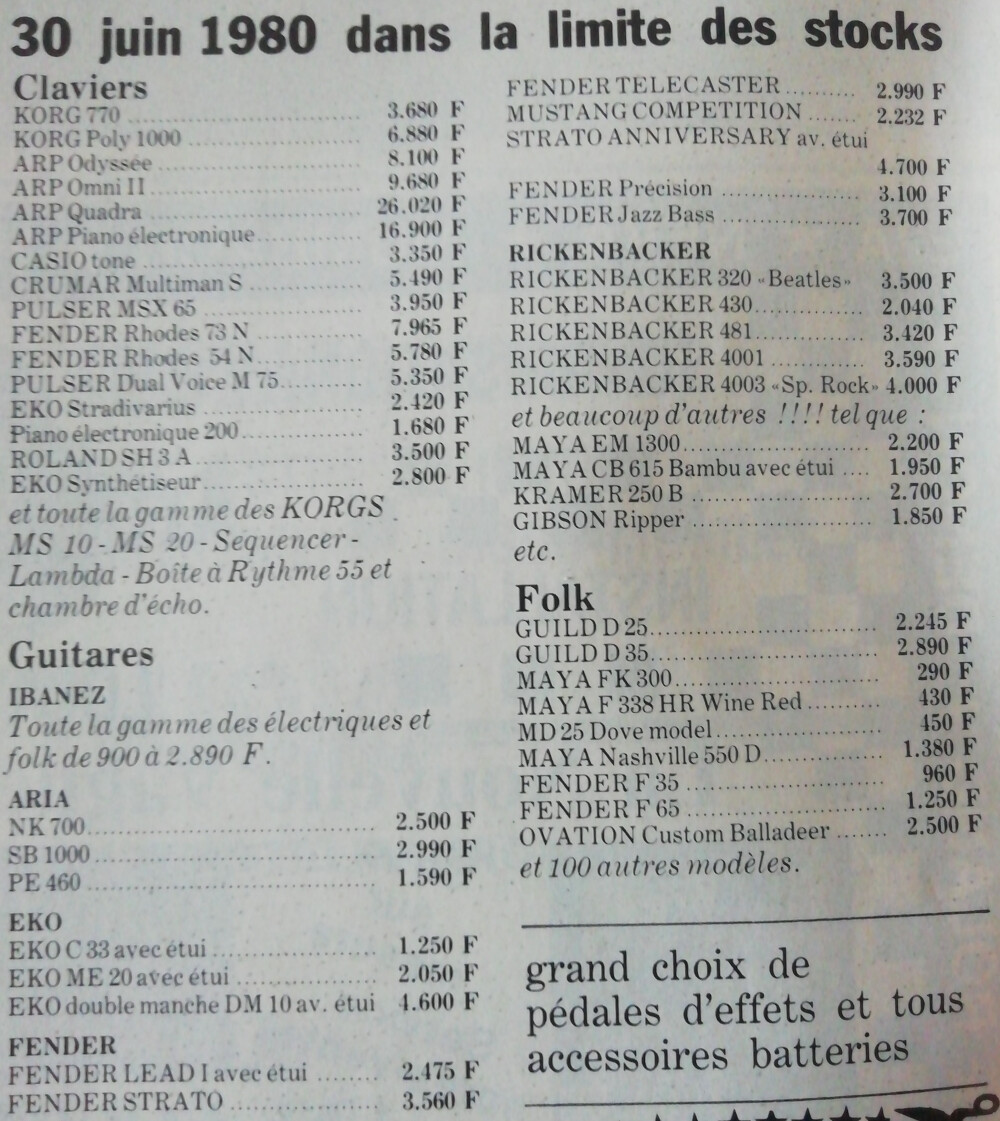 30 juin 1980 dans la limite des stocks
Claviers
KORG 770 3.680 F
KORG Poly 1000 6.880 F
ARP Odyssée 8.100 F
ARP Omni II 9.680 F
ARP Quadra 26.020 F
ARP Piano électronique 16.900 F
CASIO tone 3.350 F
CRUMAR Multiman S 5.490 F
PULSER MSX 65 3.950 F
FENDER Rhodes 73 N 7.965 F
FENDER Rhodes 54 N 5.780 F
PULSER Dual Voice M 75 5.350 F
EKO Stradivarius 2.420 F
Piano électronique 200 1.680 F
ROLAND SH 3 A 3.500 F
EKO Synthétiseur 2.800 F
et toute la gamme des KORGS
MS 10 - MS 20 - Sequencer -
Lambda - Boîte à Rythme 55 et
chambre d'écho.
Guitares
IBANEZ
Toute la gamme des électriques et
folk de 900 à 2.890 F.
ARIA
NK 700 2.500 F
SB 1000 2.990 F
PE 460 1.590 F
EKO
EKO C 33 avec étui 1.250 F
EKO ME 20 avec étui 2.050 F
EKO double manche DM 10 av. étui 4.600 F
FENDER
FENDER LEAD I avec étui 2.475 F
FENDER STRATO 3.560 F
FENDER TELECASTER 2.990 F
MUSTANG COMPETITION 2.232 F
STRATO ANNIVERSARY av. étui
4.700 F
FENDER Précision 3.100 F
FENDER Jazz Bass 3.700 F
RICKENBACKER
RICKENBACKER 320 «Beatles» 3.500 F
RICKENBACKER 430 2.040 F
RICKENBACKER 481 3.420 F
RICKENBACKER 4001 3.590 F
RICKENBACKER 4003 «Sp. Rock» 4.000 F
et beaucoup d'autres !!!! tel que :
MAYA EM 1300 2.200 F
MAYA CB 615 Bambu avec étui 1.950 F
KRAMER 250 B 2.700 F
GIBSON Ripper 1.850 F
etc.
Folk
GUILD D 25 2.245 F
GUILD D 35 2.890 F
MAYA FK 300 290 F
MAYA F 338 HR Wine Red 430 F
MD 25 Dove model 450 F
MAYA Nashville 550 D 1.380 F
FENDER F 35 960 F
FENDER F 65 1.250 F
OVATION Custom Balladeer 2.500 F
et 100 autres modèles.
grand choix de
pédales d'effets et tous
accessoires batteries